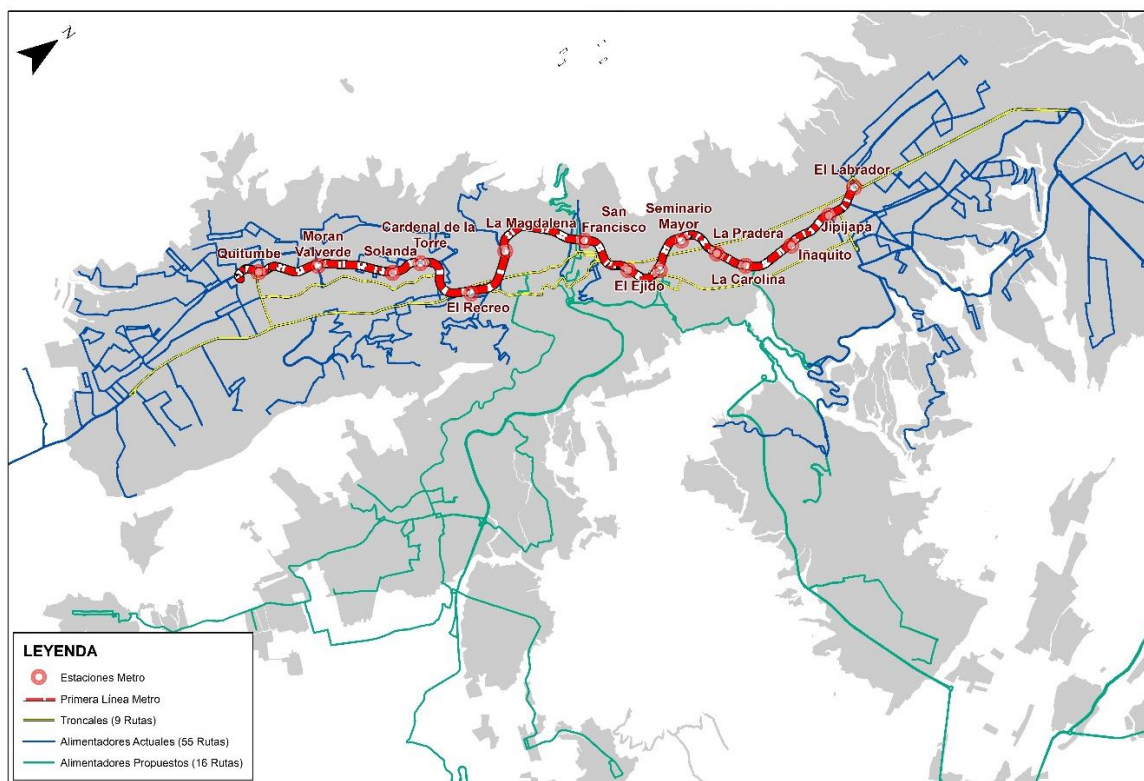 N
El Labrador
Seminario
Mayor
San
Francisco
La Magdalena
La Pradera
Jipijapa
Cardenal de la
Torre
Moran
Valverde
Solanda
Quitumbe
Iñaquito
La Carolina
El Ejido
El Recreo
LEYENDA
Estaciones Metro
Primera Línea Metro
Troncales (9 Rutas)
Alimentadores Actuales (55 Rutas)
Alimentadores Propuestos (16 Rutas)